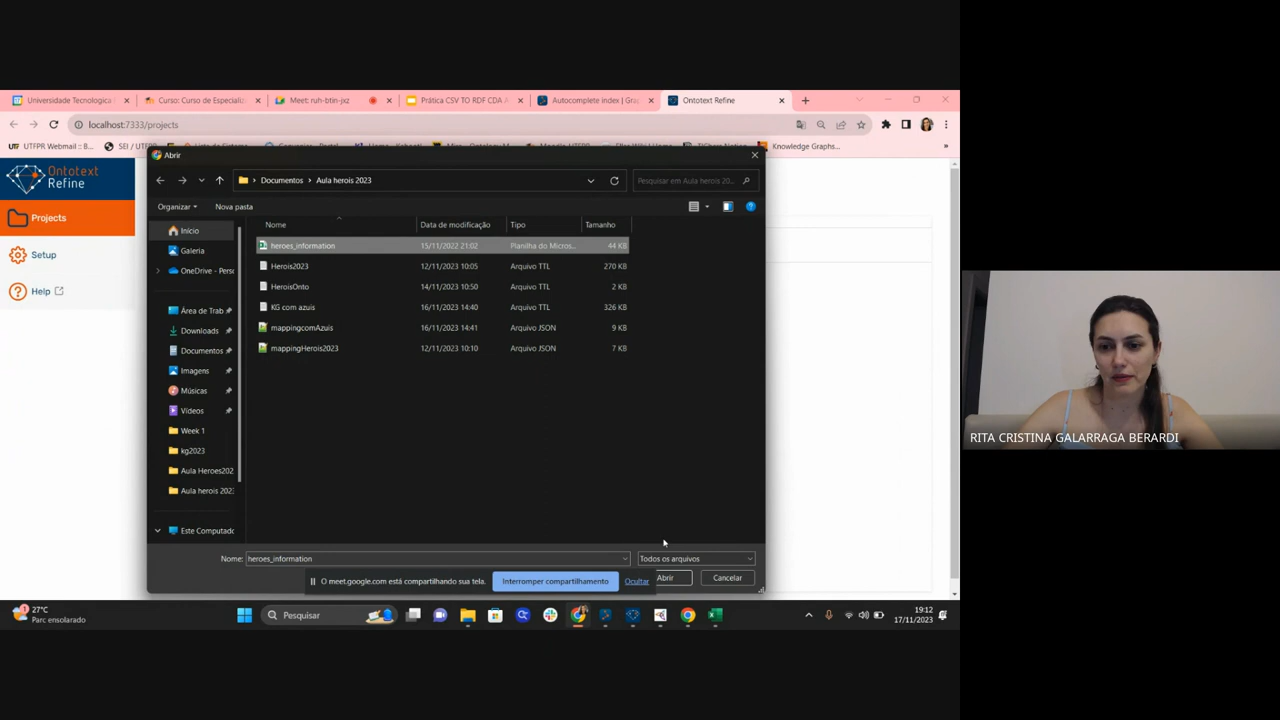 Universidade Tecnologica
Curso: Curso de Especializ
Meet: ruh-btin-jxz
Prática CSV TO RDF CDA A
Autocomplete index | Gra
Ontotext Refine
localhost:7333/projects
UTFPR Webmail :: B...
SEI / UTFPR
Knowledge Graphs...
Ontotext
Refine
Projects
Setup
Help
Abrir
Documentos
Aula herois 2023
Pesquisar em Aula herois 20...
Organizar
Nova pasta
Nome
Data de modificação
Tipo
Tamanho
Início
Galeria
OneDrive - Perso
Área de Trab
Downloads
Documentos
Imagens
Músicas
Vídeos
Week 1
kg2023
Aula Heroes202
Aula herois 202
Este Computado
heroes_information
15/11/2022 21:02
Planilha do Micros...
44 KB
Herois2023
12/11/2023 10:05
Arquivo TTL
270 KB
HeroisOnto
14/11/2023 10:50
Arquivo TTL
2 KB
KG com azuis
16/11/2023 14:40
Arquivo TTL
326 KB
mappingcomAzuis
16/11/2023 14:41
Arquivo JSON
9 KB
mappingHerois2023
12/11/2023 10:10
Arquivo JSON
7 KB
Nome:
heroes_information
Todos os arquivos
Abrir
Cancelar
O meet.google.com está compartilhando sua tela.
Interromper compartilhamento
Ocultar
27°C
Parc ensolarado
Pesquisar
19:12
17/11/2023
RITA CRISTINA GALARRAGA BERARDI